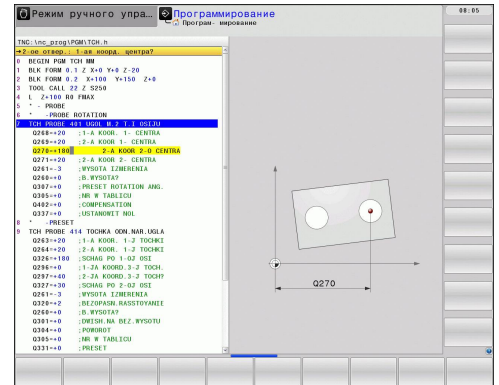 Режим ручного упра…
Программирование
Програм- мирование
08:05
TNC:\nc_prog\PGM\TCH.h
→2-ое отвер.: 1-ая коорд. центра?
0 BEGIN PGM TCH MM
1 BLK FORM 0.1 Z X+0 Y+0 Z-20
2 BLK FORM 0.2 X+100 Y+150 Z+0
3 TOOL CALL 22 Z S250
4 L Z+100 R0 FMAX
5 * - PROBE
6 * -PROBE ROTATION
7 TCH PROBE 401 UGOL M.2 T.I OSIJU
Q268=+20 ;1-A KOOR. 1- CENTRA
Q269=+20 ;2-A KOOR 1- CENTRA
Q270=+180 2-A KOOR 2-O CENTRA
Q271=+20 ;2-A KOOR 2- CENTRA
Q261=-3 ;WYSOTA IZMERENIA
Q260=+0 ;B.WYSOTA?
Q307=+0 ;PRESET ROTATION ANG.
Q305=+0 ;NR W TABLICU
Q402=+0 ;COMPENSATION
Q337=+0 ;USTANOWIT NOL
8 * -PRESET
9 TCH PROBE 414 TOCHKA ODN.NAR.UGLA
Q263=+20 ;1-A KOOR. 1-J TOCHKI
Q264=+20 ;2-A KOOR. 1-J TOCHKI
Q326=+180 ;SCHAG PO 1-OJ OSI
Q296=+0 ;1-JA KOORD.3-J TOCH.
Q297=+40 ;2-JA KOORD.3-J TOCH?
Q327=+30 ;SCHAG PO 2-OJ OSI
Q261=-3 ;WYSOTA IZMERENIA
Q320=+2 ;BEZOPASN.RASSTOYANIE
Q260=+0 ;B.WYSOTA?
Q301=+0 ;DWISH.NA BEZ.WYSOTU
Q304=+0 ;POWOROT
Q305=+0 ;NR W TABLICU
Q331=+0 ;PRESET
Q270